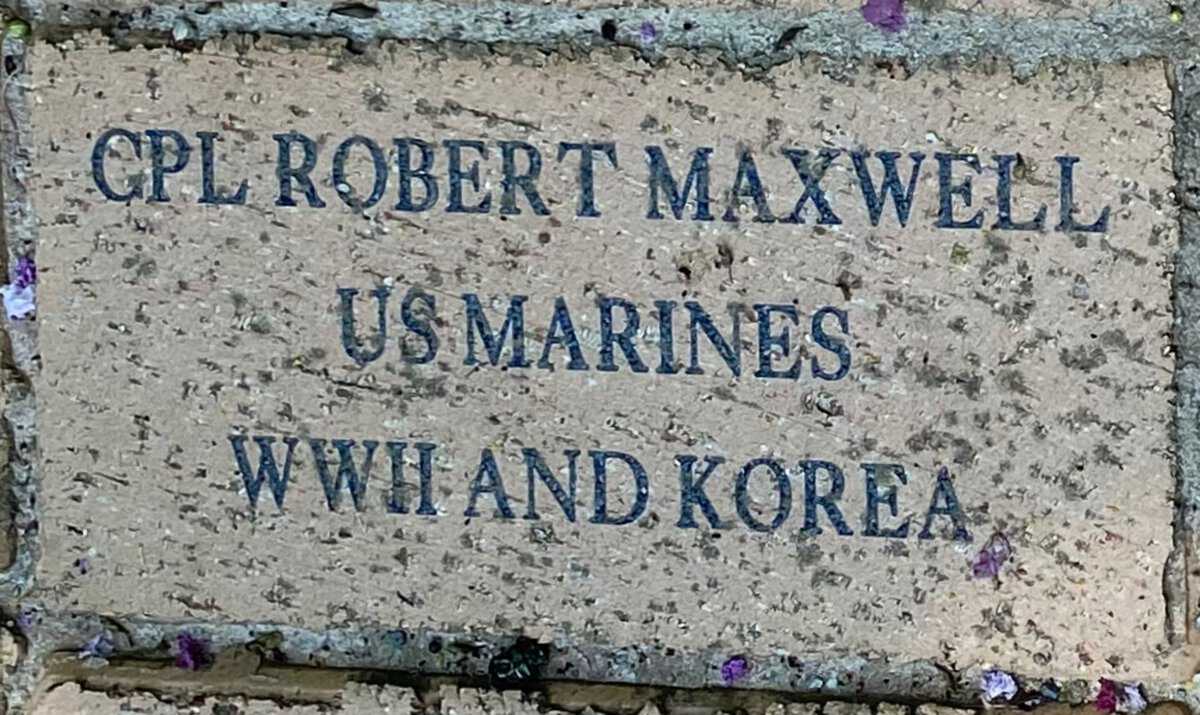 CPL ROBERT MAXWELL
US MARINES
WWII AND KOREA